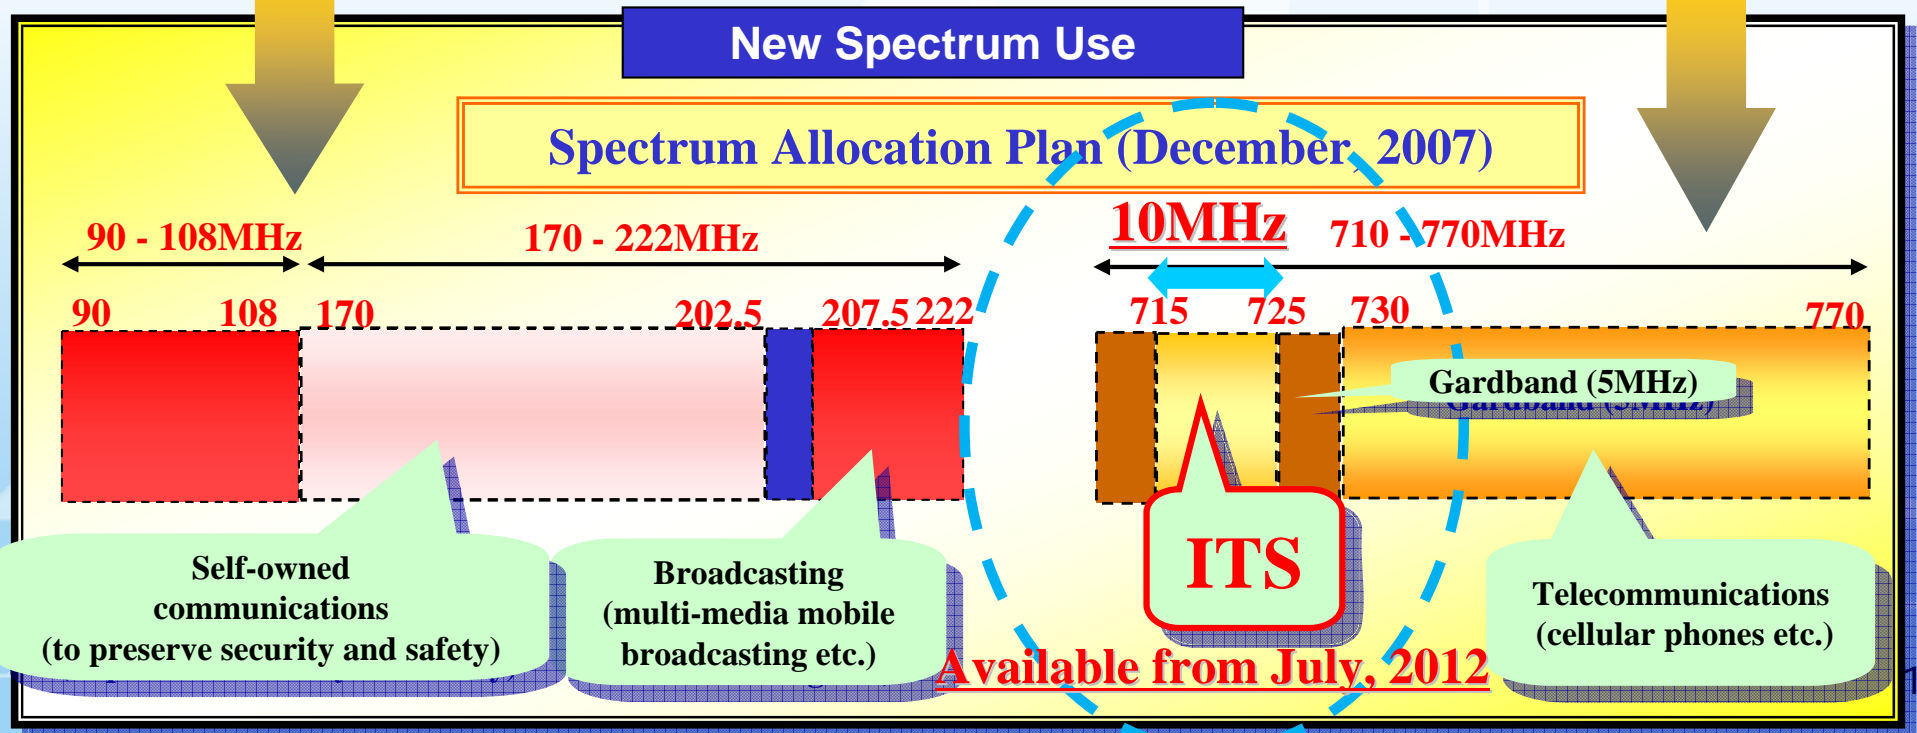 New Spectrum Use
Spectrum Allocation Plan (December, 2007)
90 - 108MHz
170 - 222MHz
10MHz
710 - 770MHz
90
108
170
202.5
207.5
222
715
725
730
770
Gardband (5MHz)
Self-owned
communications
(to preserve security and safety)
Broadcasting
(multi-media mobile
broadcasting etc.)
ITS
Telecommunications
(cellular phones etc.)
Available from July, 2012